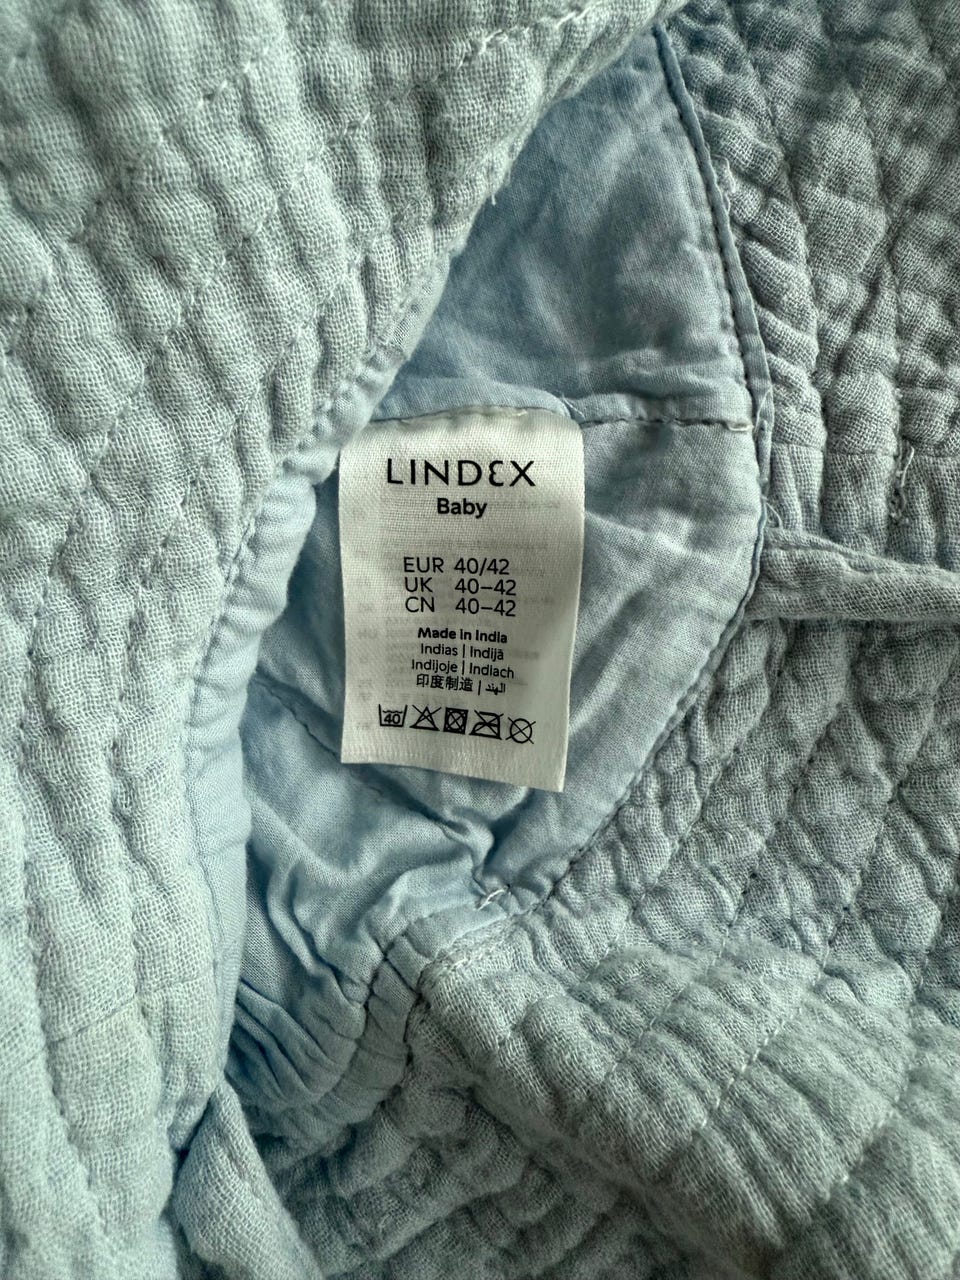 LINDEX
Baby
EUR 40/42
UK 40–42
CN 40–42
Made in India
Indias | Indijā
Indijoje | Indiach
印度制造 | الهند
40